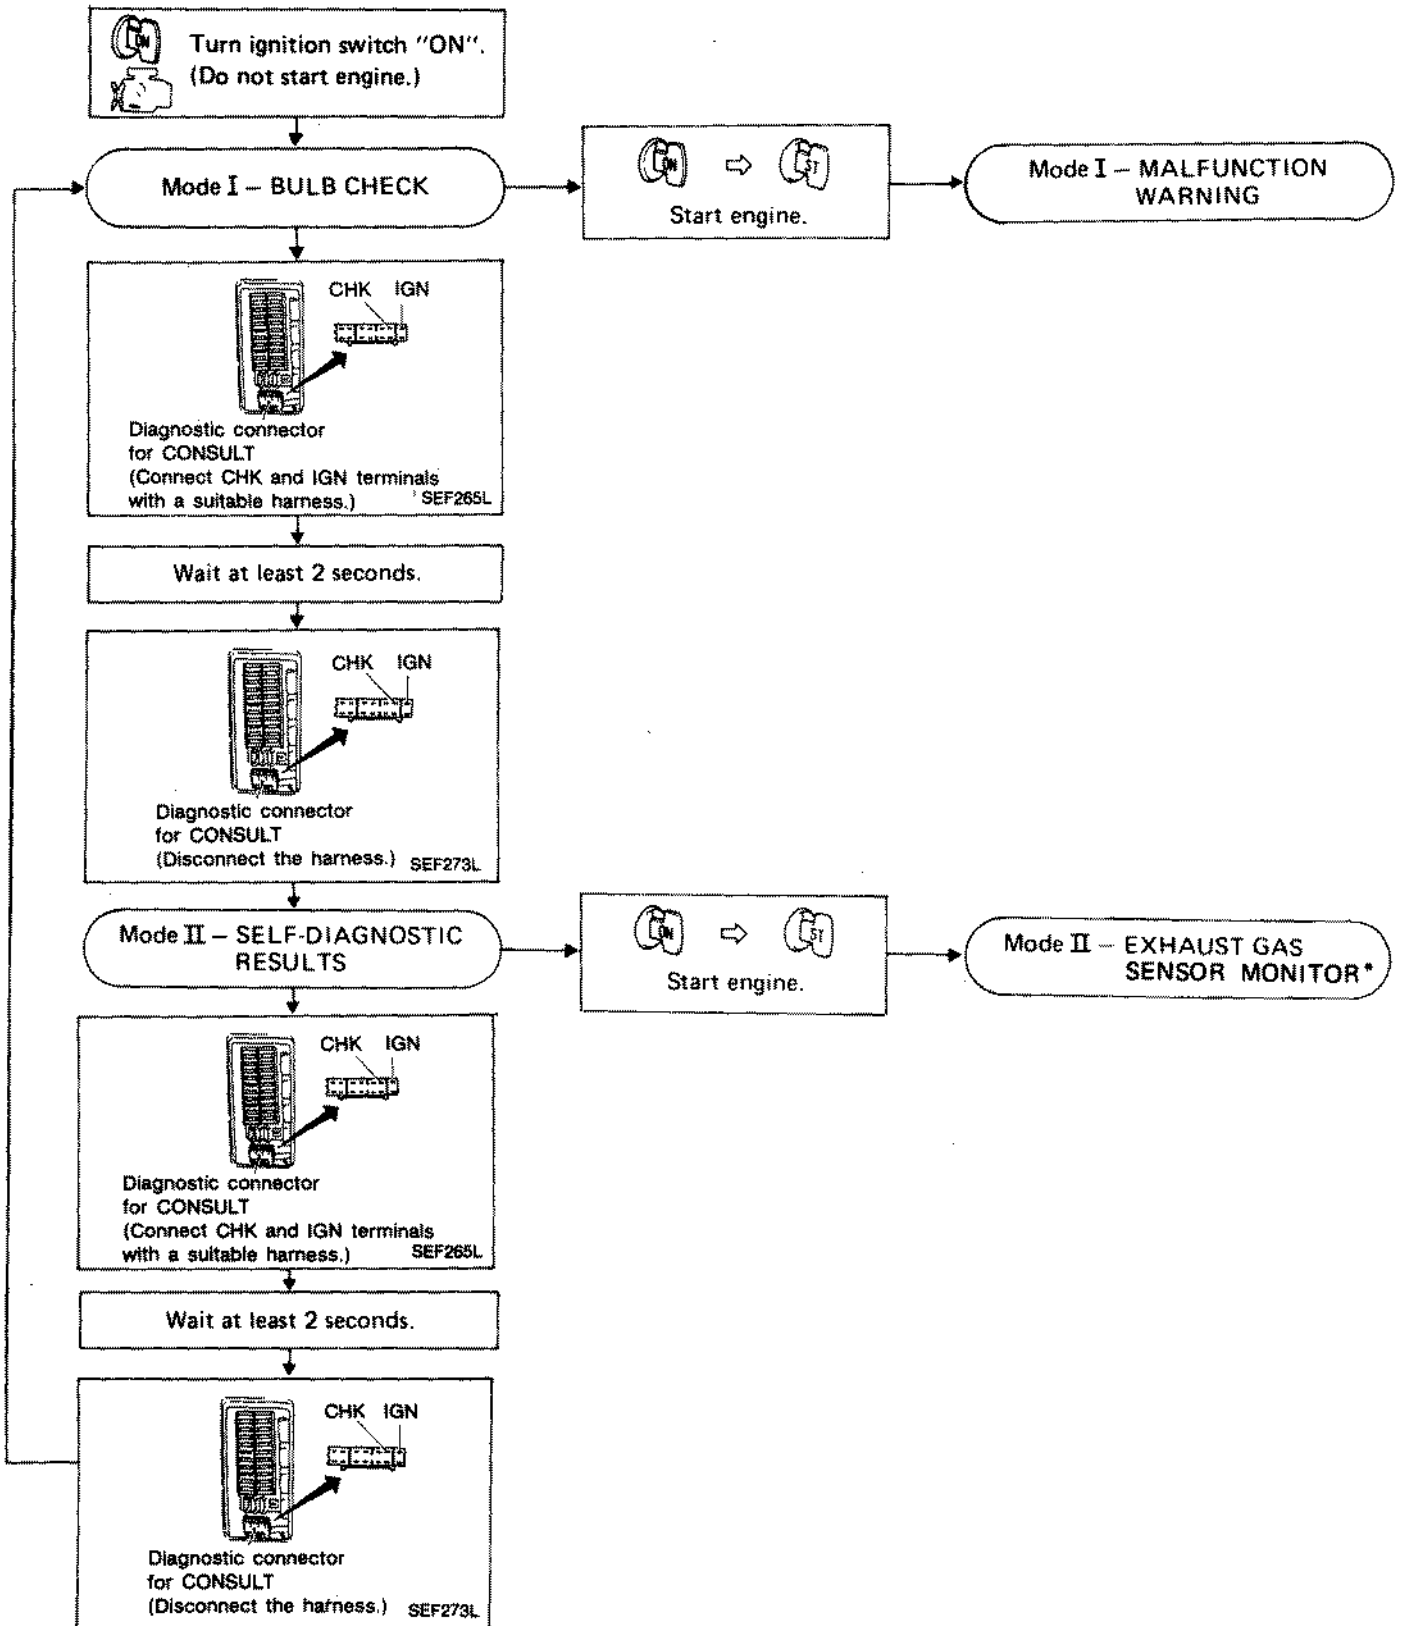 Turn ignition switch "ON".
(Do not start engine.)
Mode I – BULB CHECK
ON
ST
Start engine.
Mode I – MALFUNCTION
WARNING
CHK IGN
Diagnostic connector
for CONSULT
(Connect CHK and IGN terminals
with a suitable harness.)
SEF265L
Wait at least 2 seconds.
CHK IGN
Diagnostic connector
for CONSULT
(Disconnect the harness.)
SEF273L
Mode II – SELF-DIAGNOSTIC
RESULTS
ON
ST
Start engine.
Mode II – EXHAUST GAS
SENSOR MONITOR*
CHK IGN
Diagnostic connector
for CONSULT
(Connect CHK and IGN terminals
with a suitable harness.)
SEF265L
Wait at least 2 seconds.
CHK IGN
Diagnostic connector
for CONSULT
(Disconnect the harness.)
SEF273L